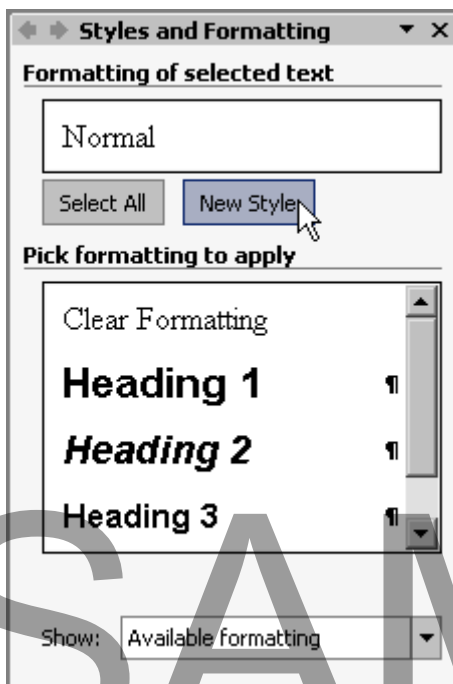 Styles and Formatting
Formatting of selected text
Normal
Select All New Style
Pick formatting to apply
Clear Formatting
Heading 1 ¶
Heading 2 ¶
Heading 3 ¶
Show: Available formatting
SAM